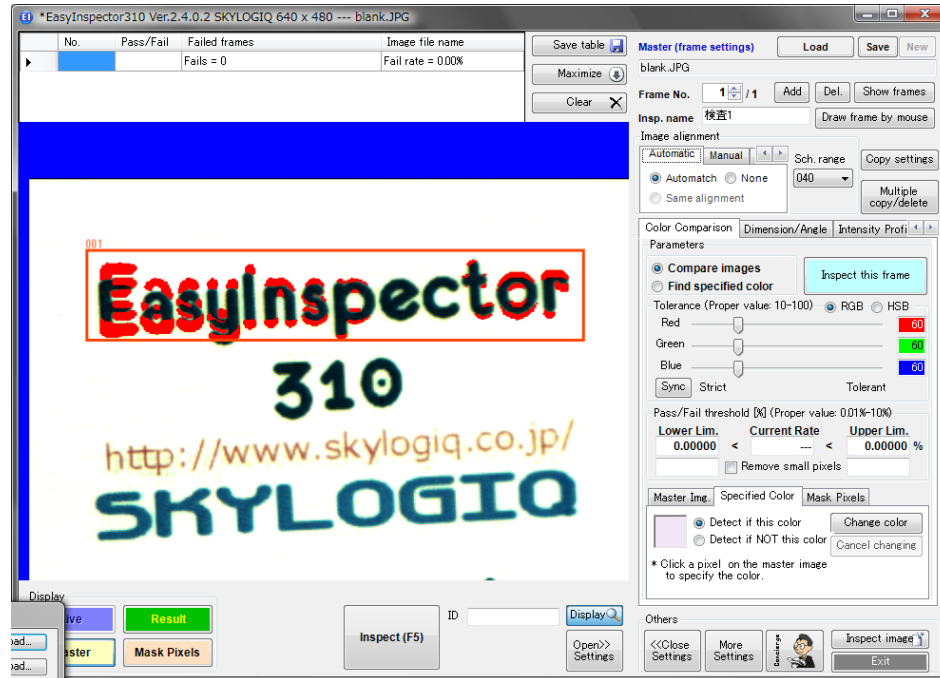 *EasyInspector310 Ver.2.4.0.2 SKYLOGIQ 640 x 480 --- blank.JPG
No. Pass/Fail Failed frames Image file name
Fails = 0 Fail rate = 0.00%
Save table
Maximize
Clear
001
EasyInspector
310
http://www.skylogiq.co.jp/
SKYLOGIQ
Master (frame settings) Load Save New
blank.JPG
Frame No. 1 / 1 Add Del. Show frames
Insp. name 検査1 Draw frame by mouse
Image alignment
Automatic Manual
Sch. range Copy settings
Automatch None 040
Same alignment
Multiple
copy/delete
Color Comparison Dimension/Angle Intensity Profi
Parameters
Compare images
Find specified color
Inspect this frame
Tolerance (Proper value: 10-100) RGB HSB
Red 60
Green 60
Blue 60
Sync Strict Tolerant
Pass/Fail threshold [%] (Proper value: 0.01%-10%)
Lower Lim. Current Rate Upper Lim.
0.00000 < --- < 0.00000 %
Remove small pixels
Master Img. Specified Color Mask Pixels
Detect if this color Change color
Detect if NOT this color Cancel changing
* Click a pixel on the master image
to specify the color.
Display
ive Result
aster Mask Pixels
oad...
oad...
Inspect (F5)
ID Display
Open>>
Settings
Others
<<Close
Settings
More
Settings
Concierge
Inspect image
Exit